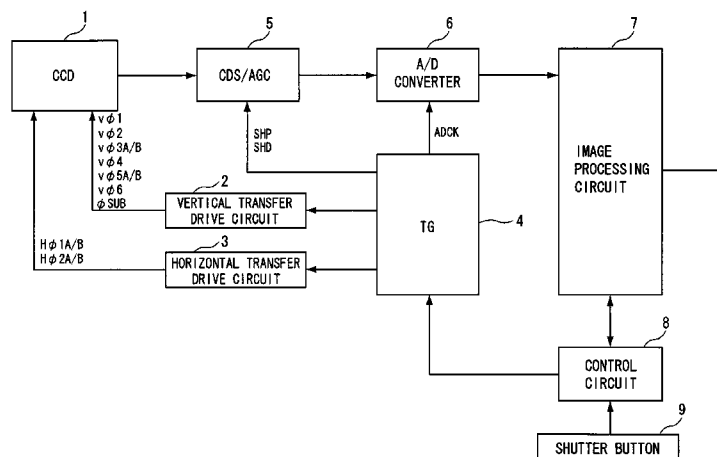 1
5
6
7
CCD
CDS/AGC
A/D
CONVERTER
IMAGE
PROCESSING
CIRCUIT
vφ1
vφ2
vφ3A/B
vφ4
vφ5A/B
vφ6
φSUB
SHP
SHD
ADCK
2
VERTICAL TRANSFER
DRIVE CIRCUIT
TG
4
3
HORIZONTAL TRANSFER
DRIVE CIRCUIT
Hφ1A/B
Hφ2A/B
8
CONTROL
CIRCUIT
9
SHUTTER BUTTON